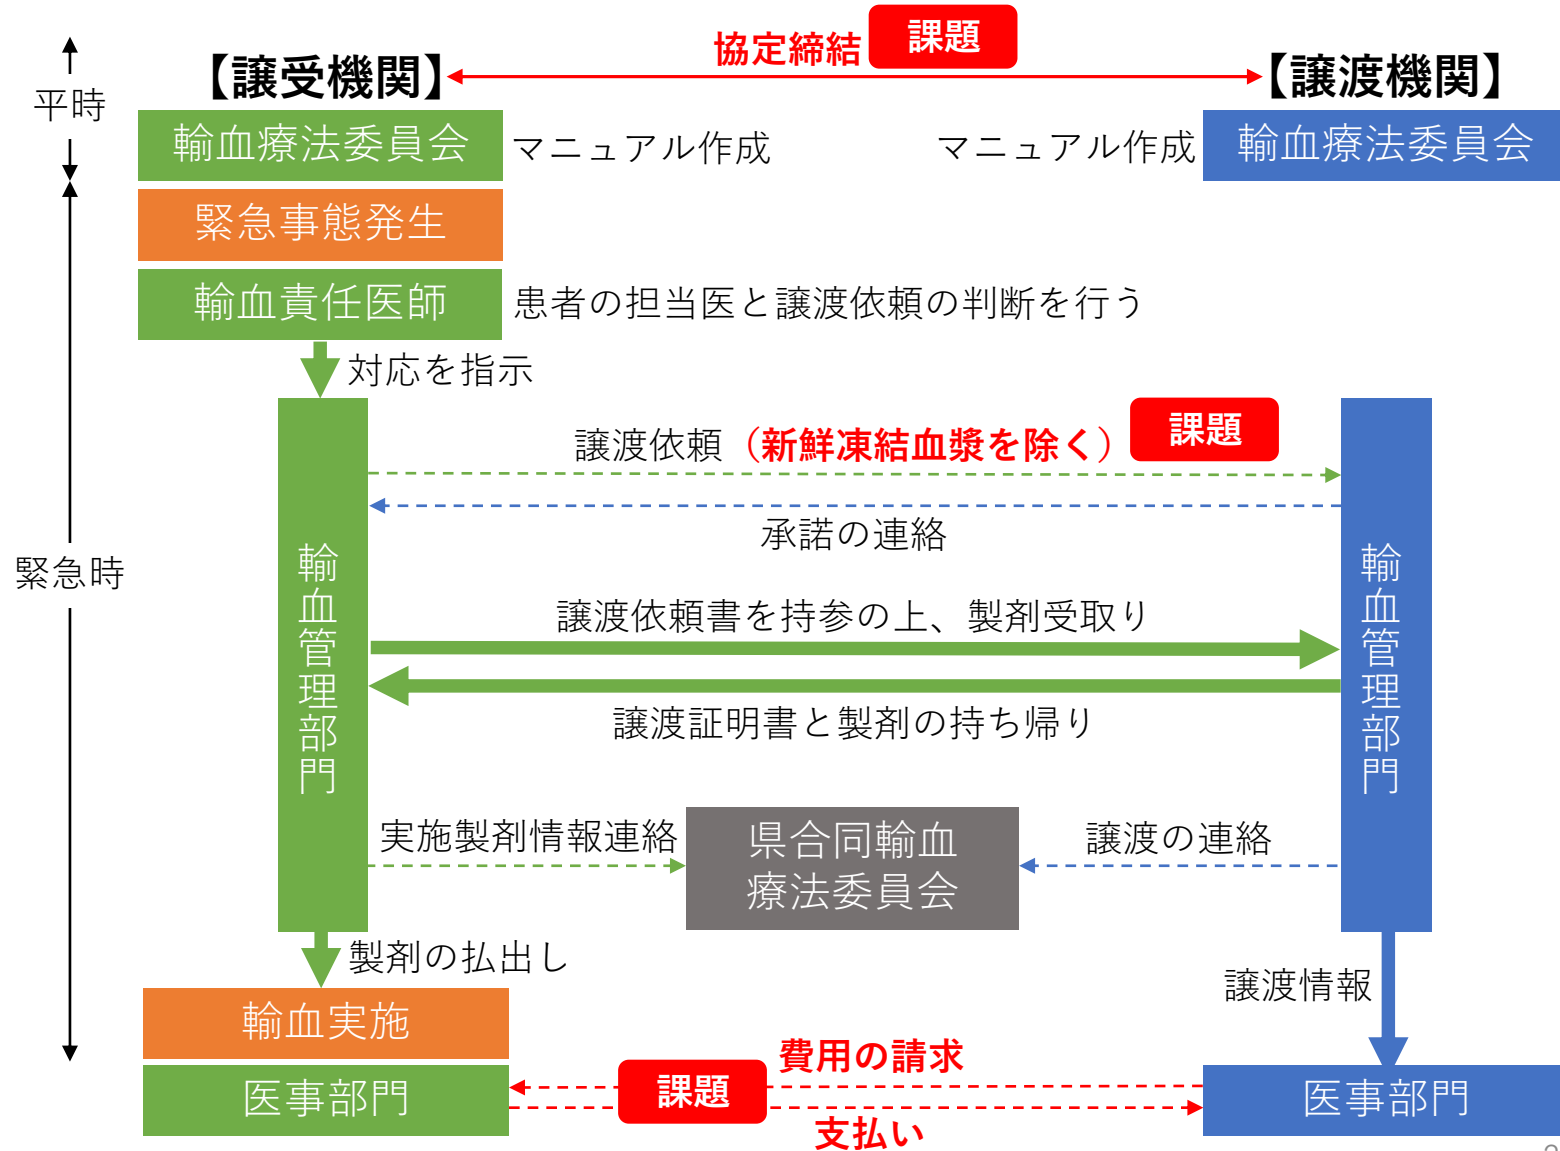 協定締結
課題
【譲受機関】
【譲渡機関】
平時
輸血療法委員会
マニュアル作成
マニュアル作成
輸血療法委員会
緊急事態発生
輸血責任医師
患者の担当医と譲渡依頼の判断を行う
対応を指示
譲渡依頼（新鮮凍結血漿を除く）
課題
承諾の連絡
緊急時
輸血管理部門
輸血管理部門
譲渡依頼書を持参の上、製剤受取り
譲渡証明書と製剤の持ち帰り
実施製剤情報連絡
県合同輸血
療法委員会
譲渡の連絡
製剤の払出し
譲渡情報
輸血実施
費用の請求
課題
医事部門
医事部門
支払い